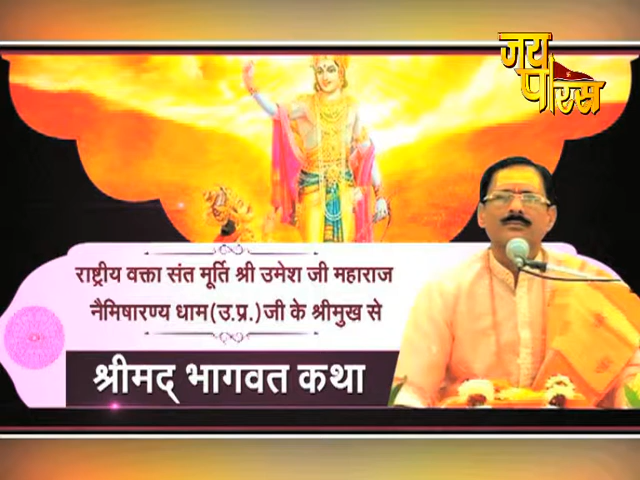 जय
पारस
राष्ट्रीय वक्ता संत मूर्ति श्री उमेश जी महाराज
नैमिषारण्य धाम(उ.प्र.)जी के श्रीमुख से
श्रीमद् भागवत कथा